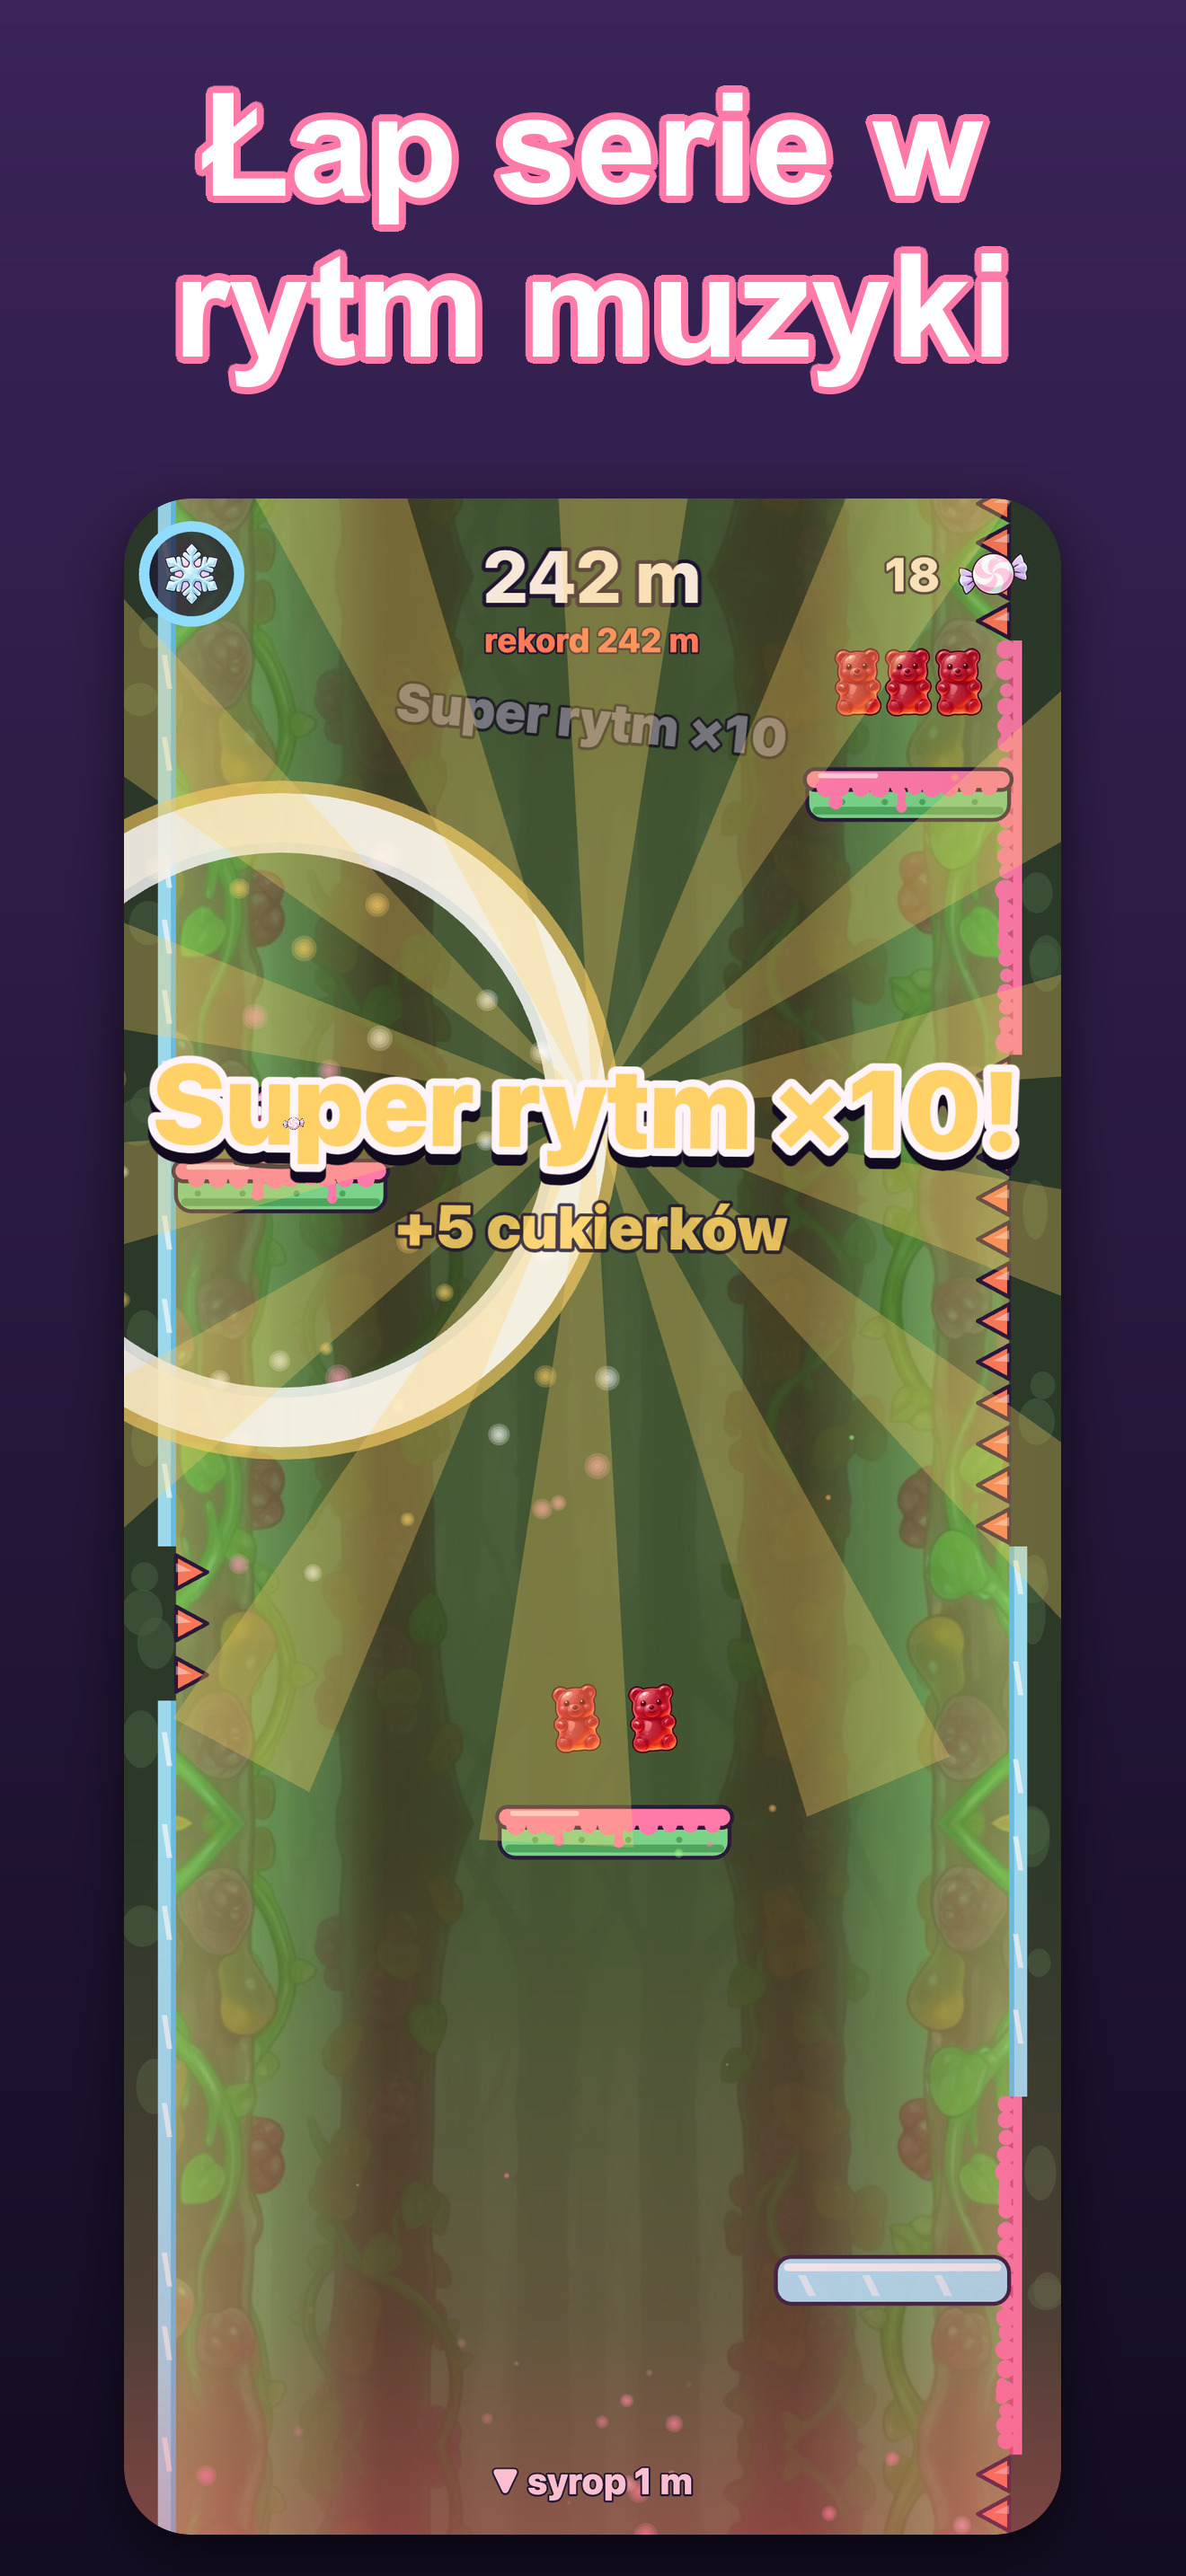 Łap serie w
rytm muzyki
242 m
18
rekord 242 m
Super rytm ×10
Super rytm ×10!
+5 cukierków
▼ syrop 1 m